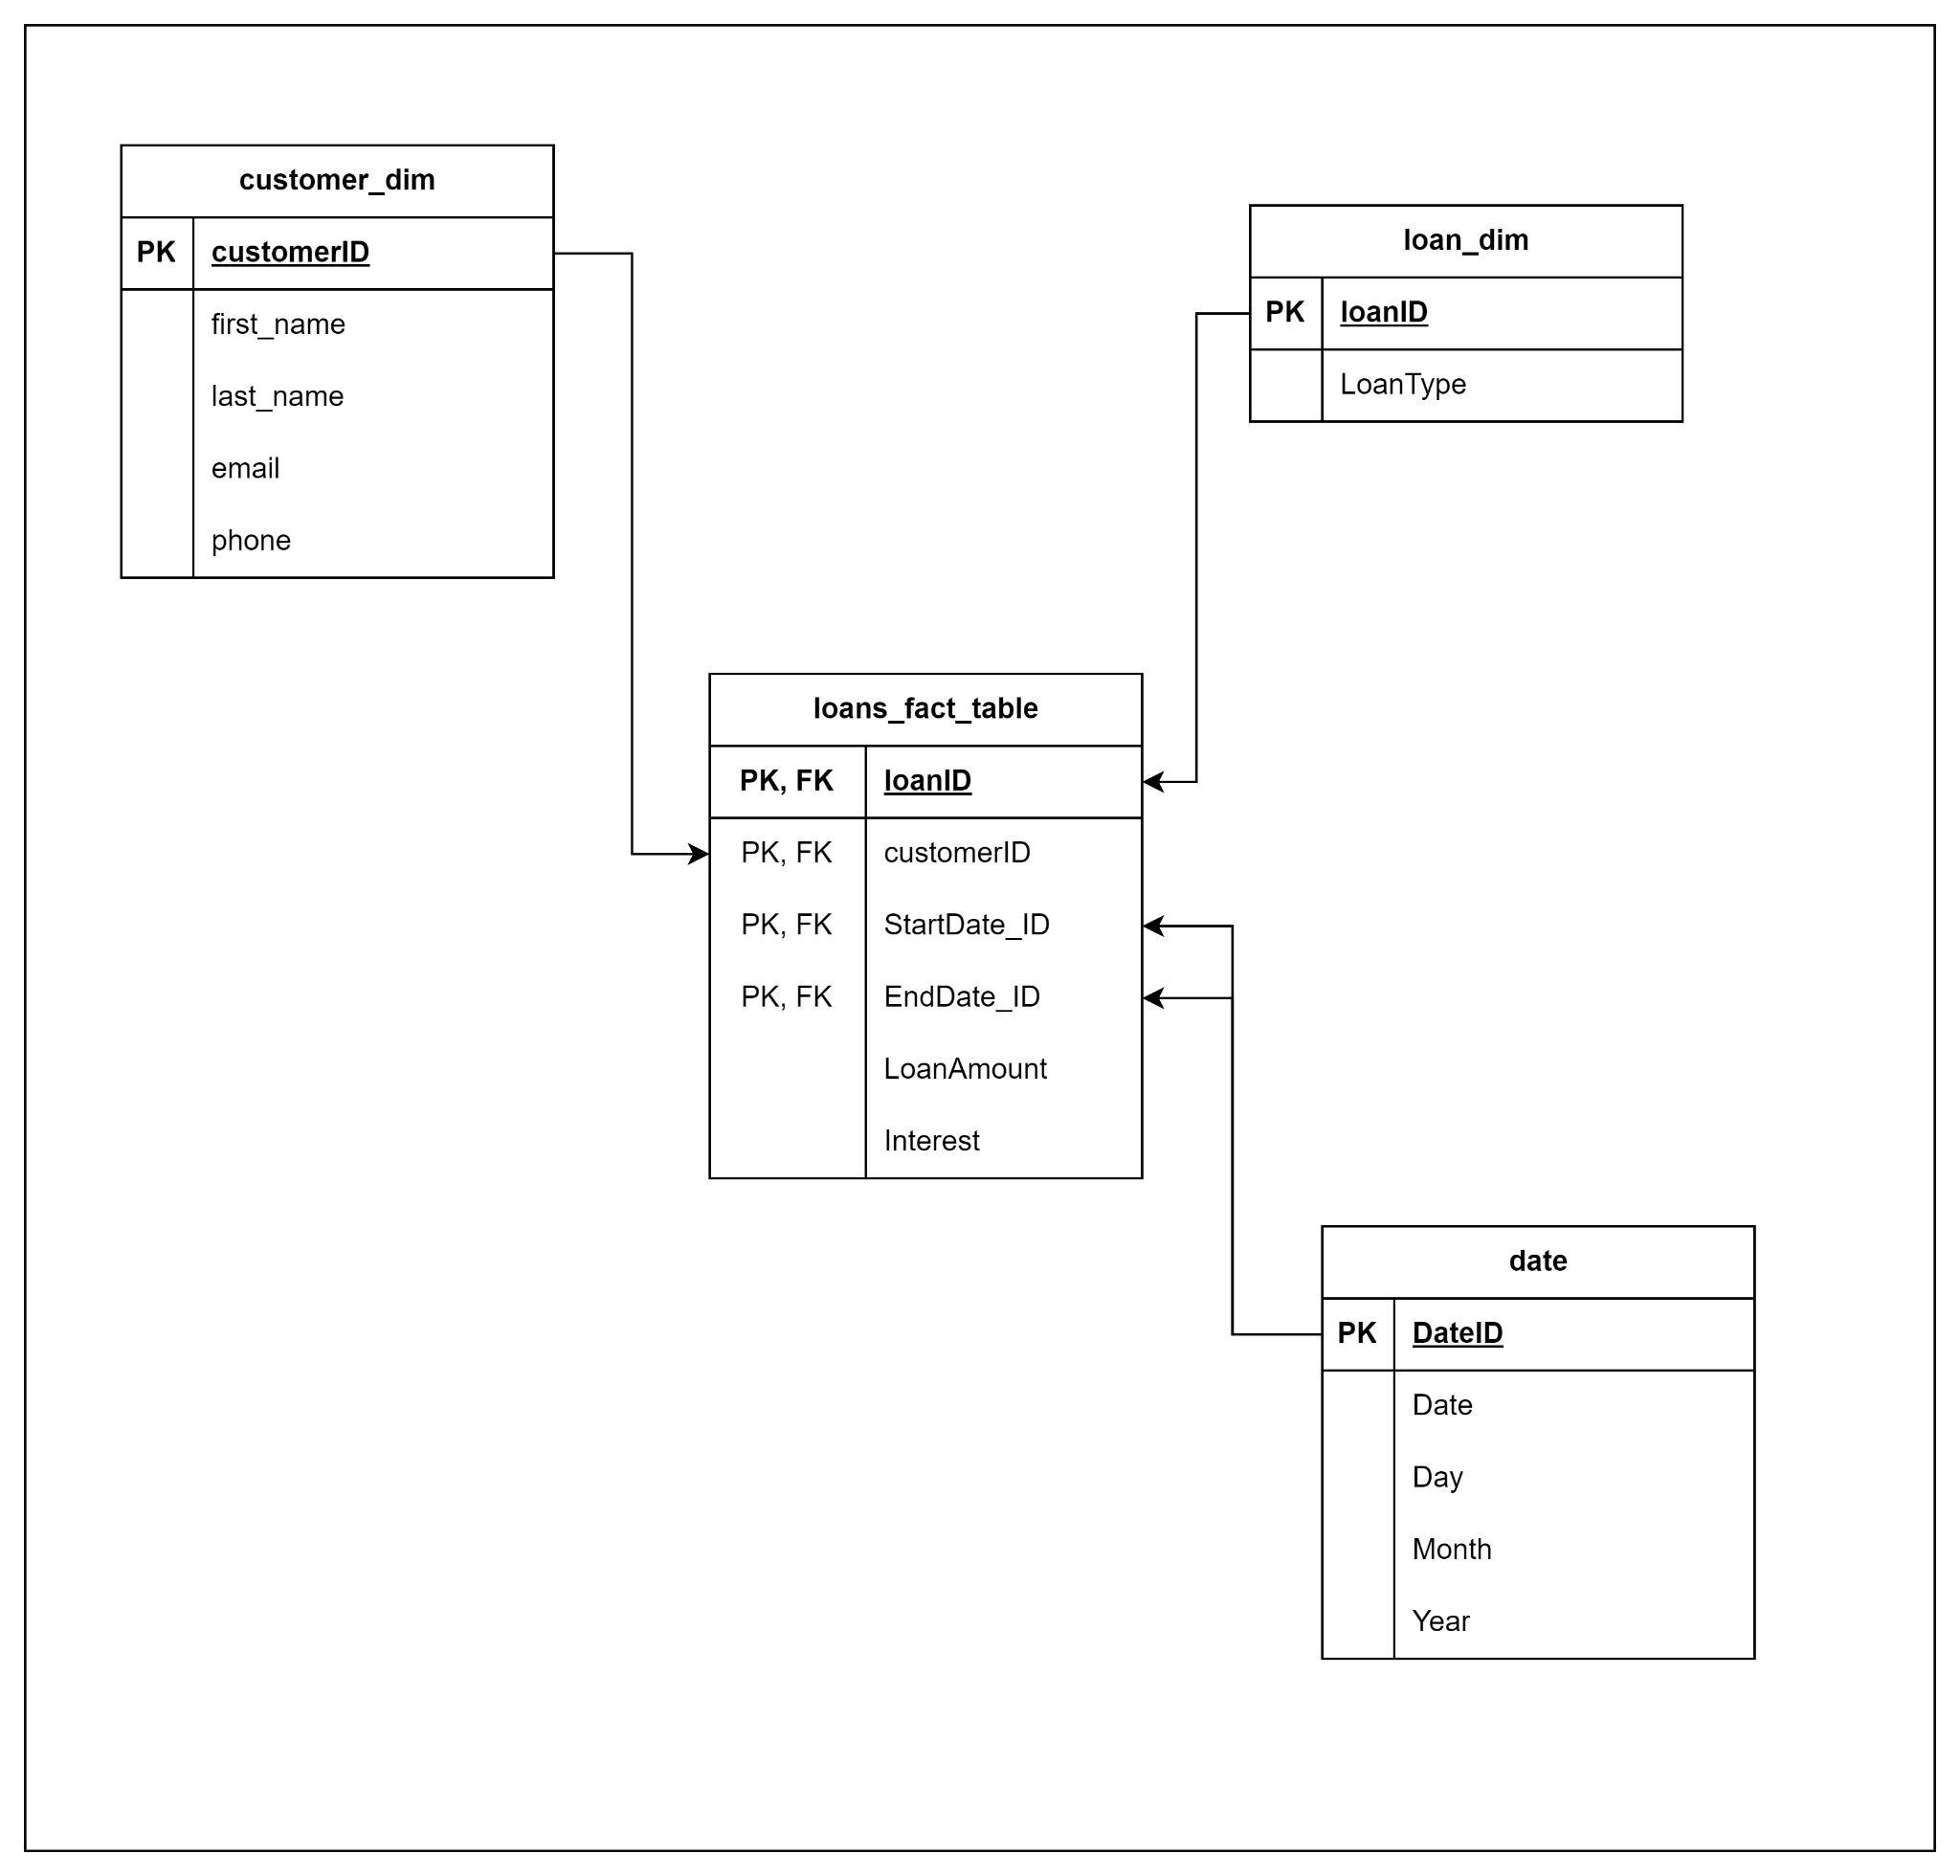 customer_dim
PK customerID
first_name
last_name
email
phone
loan_dim
PK loanID
LoanType
loans_fact_table
PK, FK loanID
PK, FK customerID
PK, FK StartDate_ID
PK, FK EndDate_ID
LoanAmount
Interest
date
PK DateID
Date
Day
Month
Year